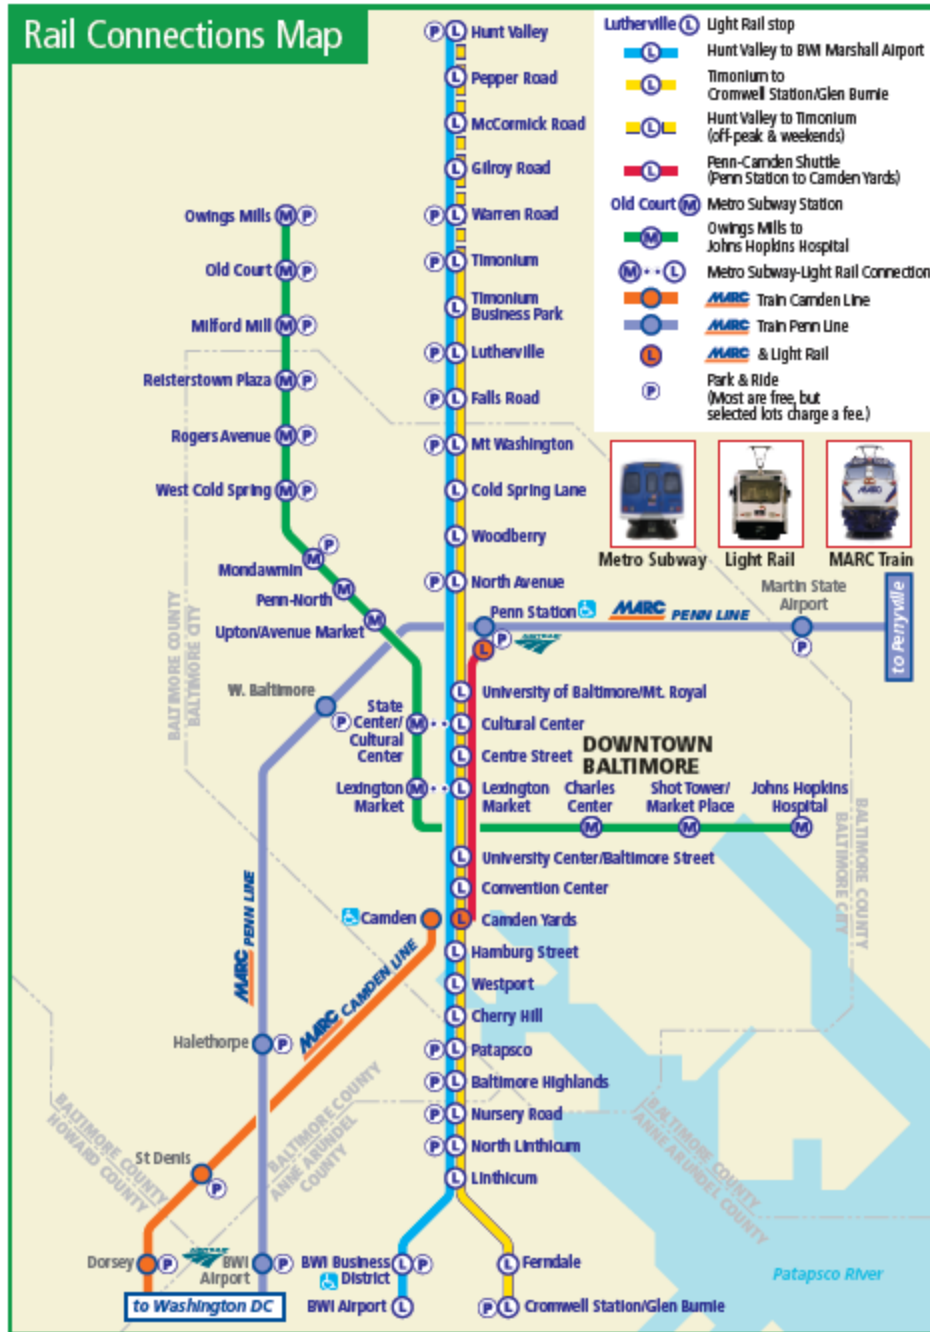 Rail Connections Map
Lutherville L Light Rail stop
L Hunt Valley to BWI Marshall Airport
L Timonium to
Cromwell Station/Glen Burnie
L Hunt Valley to Timonium
(off-peak & weekends)
L Penn-Camden Shuttle
(Penn Station to Camden Yards)
Old Court M Metro Subway Station
M Owings Mills to
Johns Hopkins Hospital
M L Metro Subway-Light Rail Connection
MARC Train Camden Line
MARC Train Penn Line
L MARC & Light Rail
P Park & Ride
(Most are free, but
selected lots charge a fee.)
Metro Subway
Light Rail
MARC
MARC Train
P L Hunt Valley
L Pepper Road
L McCormick Road
L Gilroy Road
P L Warren Road
P L Timonium
L Timonium
Business Park
P L Lutherville
P L Falls Road
P L Mt Washington
L Cold Spring Lane
L Woodberry
P L North Avenue
Owings Mills M P
Old Court M P
Milford Mill M P
Reisterstown Plaza M P
Rogers Avenue M P
West Cold Spring M P
P
Mondawmin M
Penn-North M
Upton/Avenue Market M
Penn Station
MARC PENN LINE
L P AMTRAK
Martin State
Airport
P
to Perryville
BALTIMORE COUNTY
BALTIMORE CITY
W. Baltimore
P
State
Center/
Cultural
Center
M
L University of Baltimore/Mt. Royal
L Cultural Center
L Centre Street
DOWNTOWN
BALTIMORE
Lexington
Market
M
L Lexington
Market
Charles
Center
M
Shot Tower/
Market Place
M
Johns Hopkins
Hospital
M
BALTIMORE COUNTY
BALTIMORE CITY
L University Center/Baltimore Street
L Convention Center
Camden
L Camden Yards
L Hamburg Street
L Westport
L Cherry Hill
P L Patapsco
P L Baltimore Highlands
P L Nursery Road
P L North Linthicum
L Linthicum
MARC PENN LINE
MARC CAMDEN LINE
Halethorpe P
BALTIMORE COUNTY
HOWARD COUNTY
BALTIMORE COUNTY
ANNE ARUNDEL
COUNTY
BALTIMORE COUNTY
ANNE ARUNDEL COUNTY
St Denis
P
Dorsey P
AMTRAK
BWI
Airport
P
BWI Business
District
L P
BWI Airport L
L Ferndale
P L Cromwell Station/Glen Burnie
to Washington DC
Patapsco River